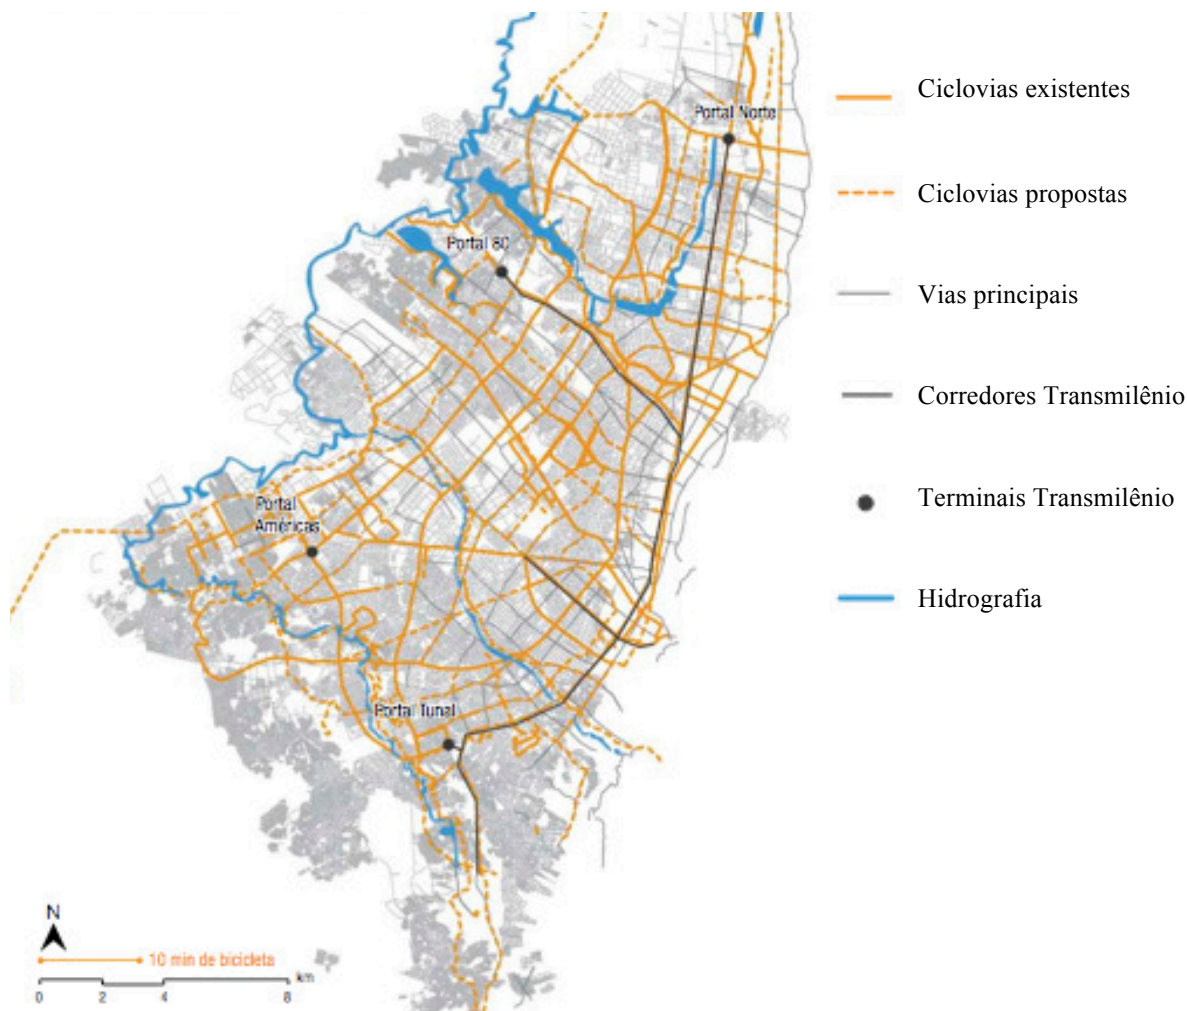 Portal Norte
Portal 80
Portal
Américas
Portal Tunal
N
10 min de bicicleta
km
0 2 4 8
Ciclovias existentes
Ciclovias propostas
Vias principais
Corredores Transmilênio
Terminais Transmilênio
Hidrografia